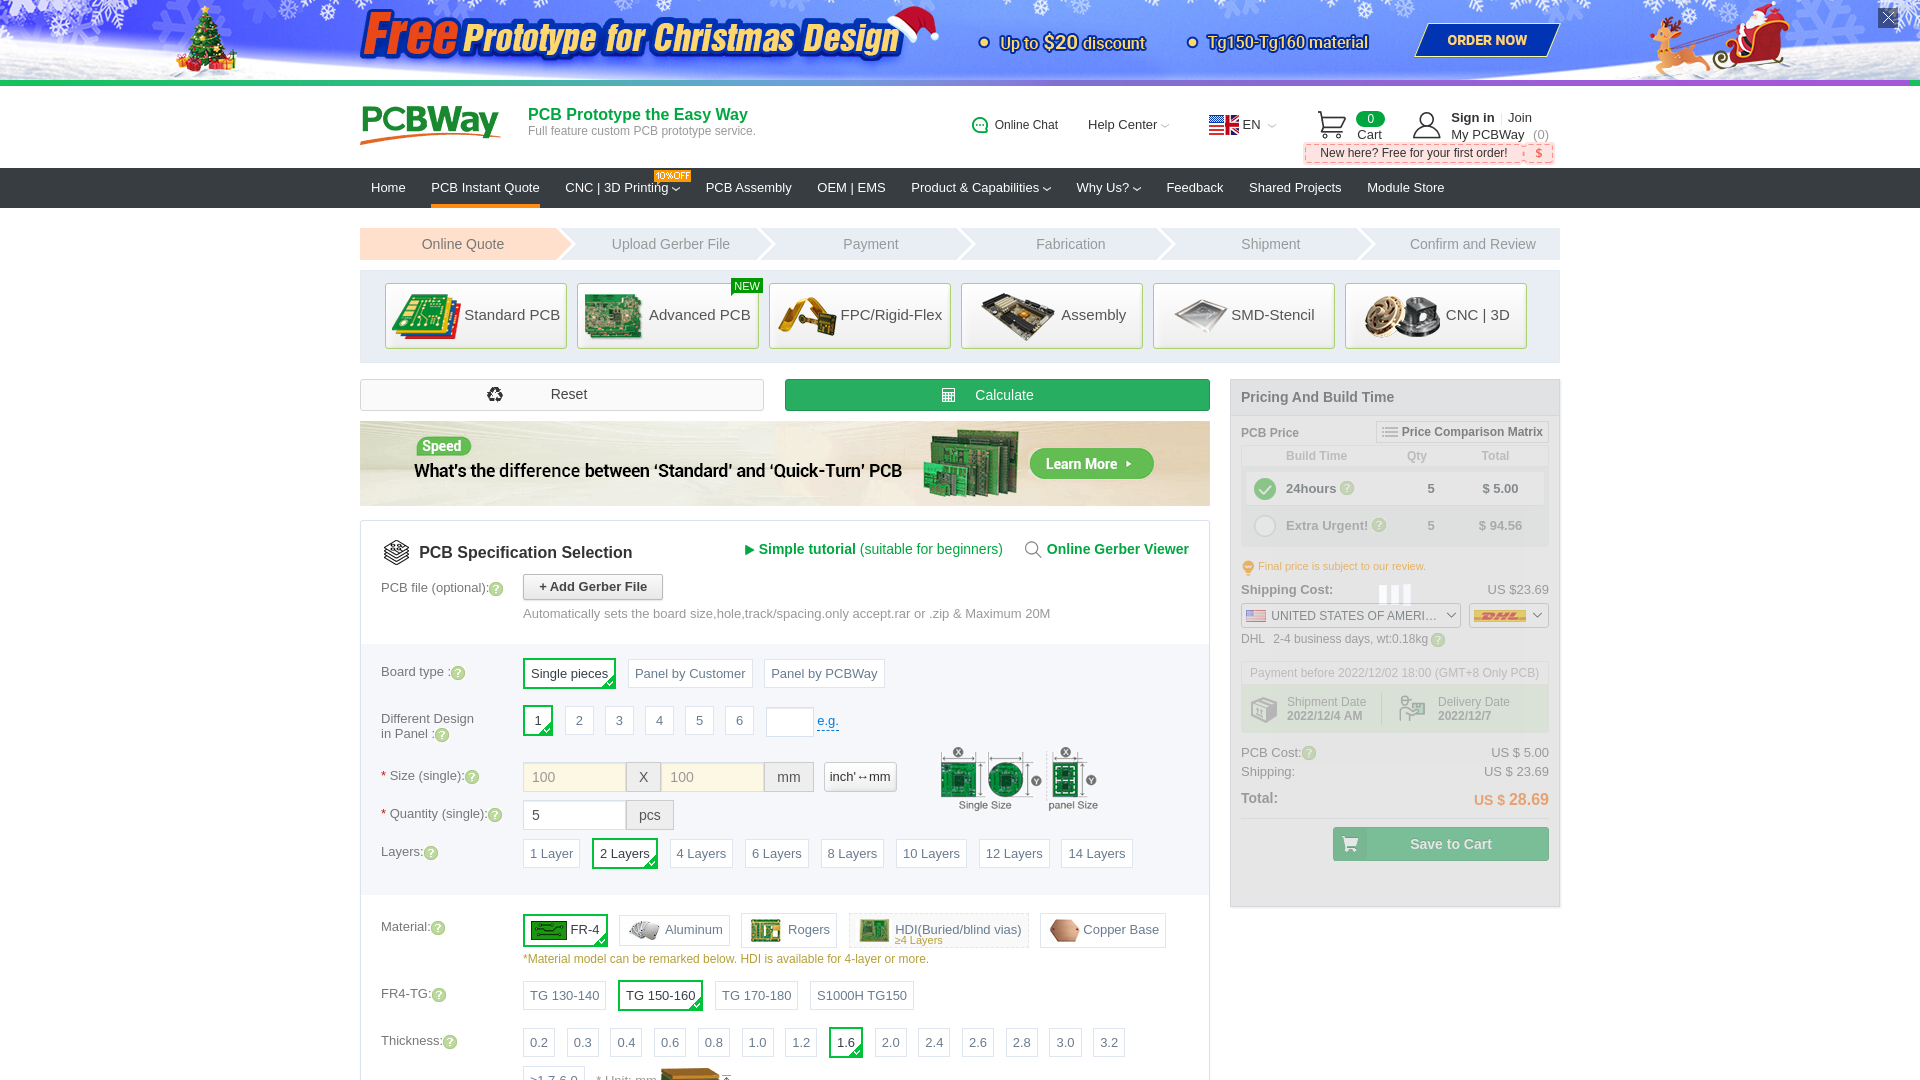 Free Prototype for Christmas Design
Up to $20 discount
Tg150-Tg160 material
ORDER NOW
PCBWay
PCB Prototype the Easy Way
Full feature custom PCB prototype service.
Online Chat
Help Center
EN
0
Cart
Sign in
Join
My PCBWay (0)
New here? Free for your first order! $
Home
PCB Instant Quote
CNC | 3D Printing
10%OFF
PCB Assembly
OEM | EMS
Product & Capabilities
Why Us?
Feedback
Shared Projects
Module Store
Online Quote
Upload Gerber File
Payment
Fabrication
Shipment
Confirm and Review
Standard PCB
NEW
Advanced PCB
FPC/Rigid-Flex
Assembly
SMD-Stencil
CNC | 3D
Reset
Calculate
Speed
What's the difference between 'Standard' and 'Quick-Turn' PCB
Learn More
PCB Specification Selection
Simple tutorial (suitable for beginners)
Online Gerber Viewer
PCB file (optional):
+ Add Gerber File
Automatically sets the board size,hole,track/spacing.only accept.rar or .zip & Maximum 20M
Board type :
Single pieces
Panel by Customer
Panel by PCBWay
Different Design
in Panel :
1 2 3 4 5 6 e.g.
* Size (single):
100 X 100 mm
inch'↔mm
X X
Y Y
Single Size
panel Size
* Quantity (single):
5 pcs
Layers:
1 Layer
2 Layers
4 Layers
6 Layers
8 Layers
10 Layers
12 Layers
14 Layers
Material:
FR-4
Aluminum
Rogers
HDI(Buried/blind vias)
≥4 Layers
Copper Base
*Material model can be remarked below. HDI is available for 4-layer or more.
FR4-TG:
TG 130-140
TG 150-160
TG 170-180
S1000H TG150
Thickness:
0.2 0.3 0.4 0.6 0.8 1.0 1.2 1.6 2.0 2.4 2.6 2.8 3.0 3.2
* Unit: mm
Pricing And Build Time
PCB Price
Price Comparison Matrix
Build Time Qty Total
24hours 5 $ 5.00
Extra Urgent! 5 $ 94.56
Final price is subject to our review.
Shipping Cost: US $23.69
UNITED STATES OF AMERI...
DHL
DHL 2-4 business days, wt:0.18kg
Payment before 2022/12/02 18:00 (GMT+8 Only PCB)
Shipment Date
2022/12/4 AM
Delivery Date
2022/12/7
PCB Cost: US $ 5.00
Shipping: US $ 23.69
Total: US $ 28.69
Save to Cart